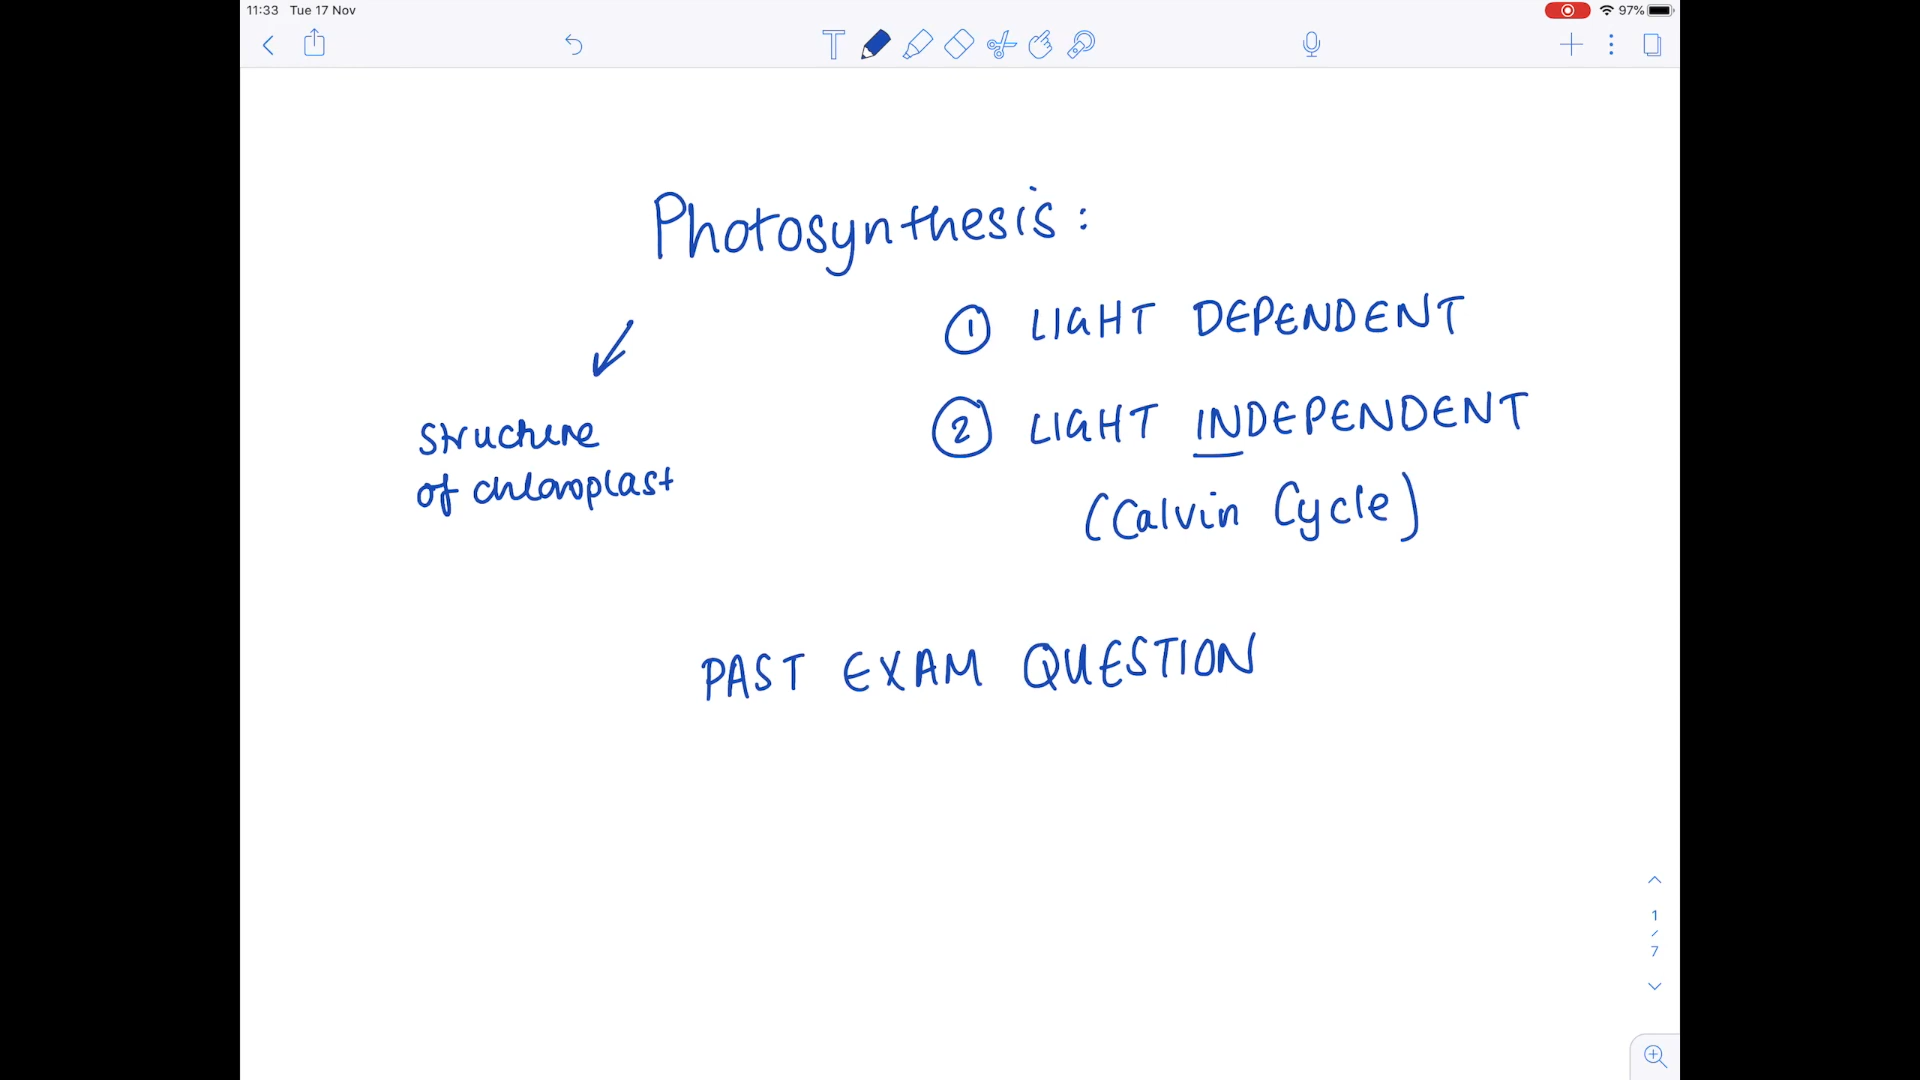 11:33 Tue 17 Nov
97%
T
Photosynthesis:
1 LIGHT DEPENDENT
2 LIGHT INDEPENDENT
(Calvin Cycle)
structure
of chloroplast
PAST EXAM QUESTION
1
/
7